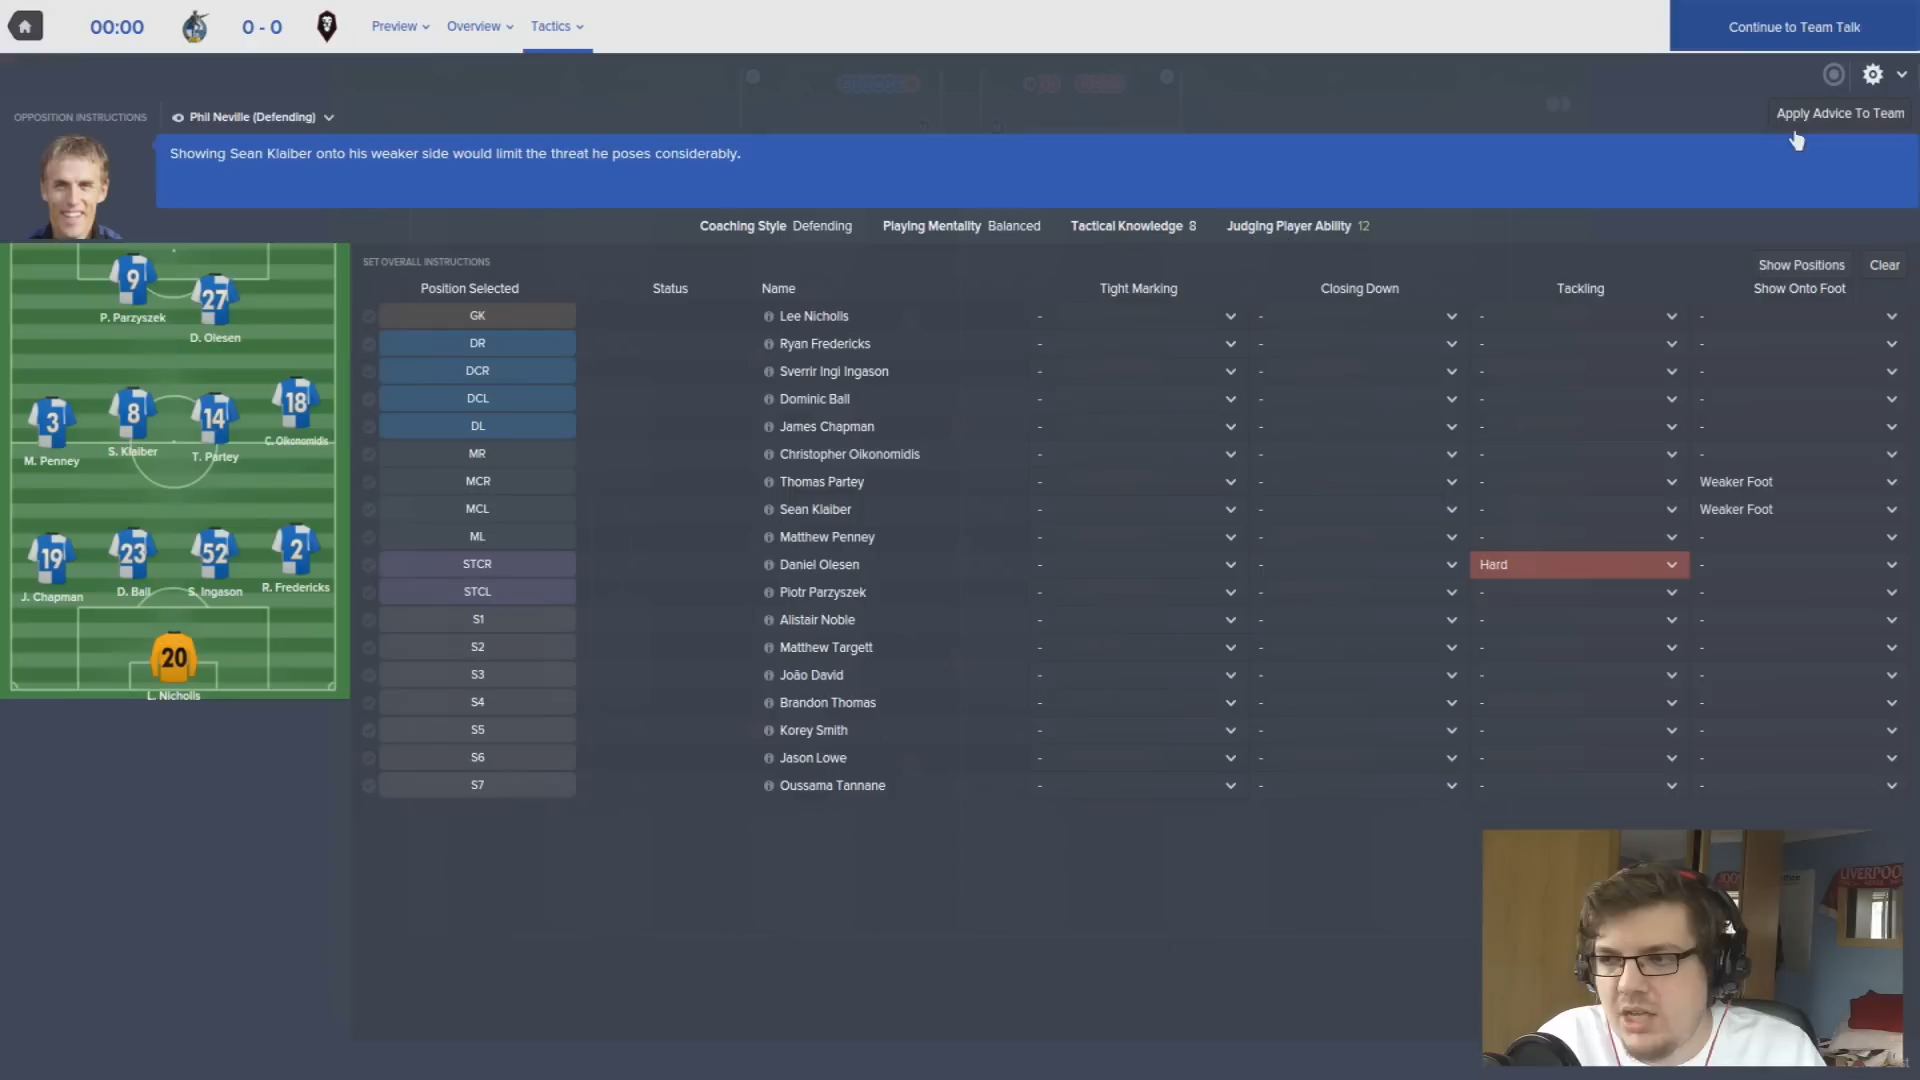 00:00
0 - 0
Preview
Overview
Tactics
Continue to Team Talk
OPPOSITION INSTRUCTIONS
Phil Neville (Defending)
Apply Advice To Team
Showing Sean Klaiber onto his weaker side would limit the threat he poses considerably.
Coaching Style Defending
Playing Mentality Balanced
Tactical Knowledge 8
Judging Player Ability 12
9
P. Parzyszek
27
D. Olesen
3
M. Penney
8
S. Klaiber
14
T. Partey
18
C. Oikonomidis
19
J. Chapman
23
D. Ball
52
S. Ingason
2
R. Fredericks
20
L. Nicholls
SET OVERALL INSTRUCTIONS
Show Positions
Clear
Position Selected Status Name Tight Marking Closing Down Tackling Show Onto Foot
GK Lee Nicholls - - - -
DR Ryan Fredericks - - - -
DCR Sverrir Ingi Ingason - - - -
DCL Dominic Ball - - - -
DL James Chapman - - - -
MR Christopher Oikonomidis - - - -
MCR Thomas Partey - - - Weaker Foot
MCL Sean Klaiber - - - Weaker Foot
ML Matthew Penney - - - -
STCR Daniel Olesen - - Hard -
STCL Piotr Parzyszek - - - -
S1 Alistair Noble - - - -
S2 Matthew Targett - - - -
S3 João David - - - -
S4 Brandon Thomas - - - -
S5 Korey Smith - - - -
S6 Jason Lowe - - - -
S7 Oussama Tannane - - - -